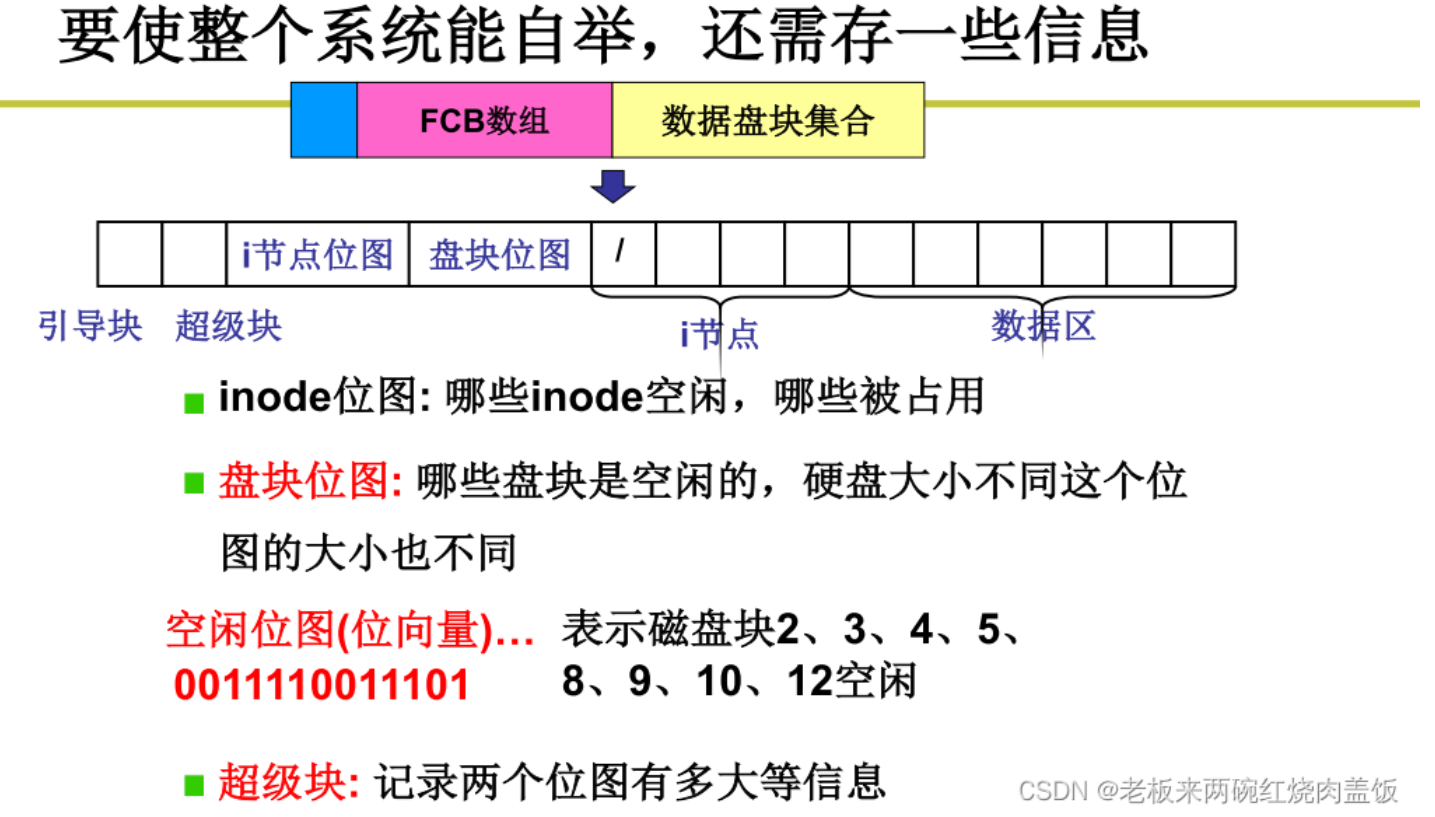 要使整个系统能自举，还需存一些信息
FCB数组 数据盘块集合
i节点位图 盘块位图 /
引导块 超级块 i节点 数据区
inode位图: 哪些inode空闲，哪些被占用
盘块位图: 哪些盘块是空闲的，硬盘大小不同这个位
图的大小也不同
空闲位图(位向量)… 表示磁盘块2、3、4、5、
0011110011101 8、9、10、12空闲
超级块: 记录两个位图有多大等信息
CSDN @老板来两碗红烧肉盖饭